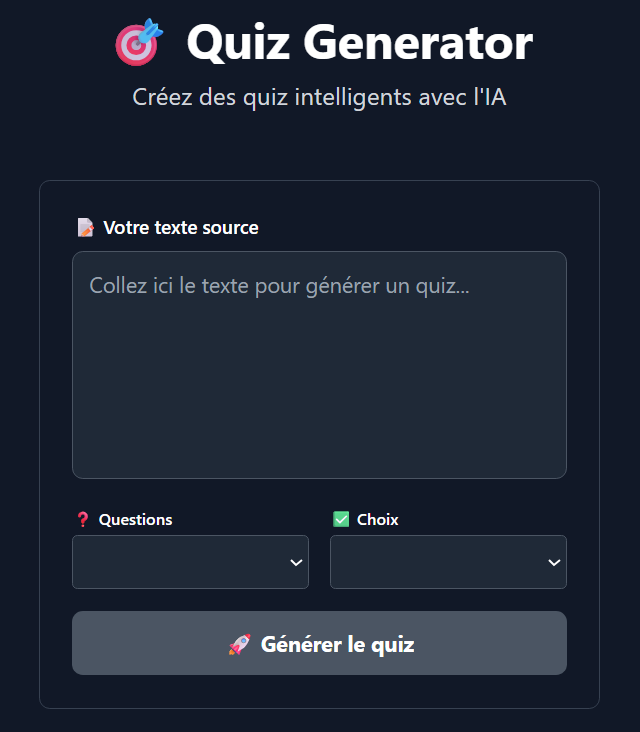 🎯 Quiz Generator
Créez des quiz intelligents avec l'IA
📝 Votre texte source
Collez ici le texte pour générer un quiz...
❓ Questions
✅ Choix
🚀 Générer le quiz